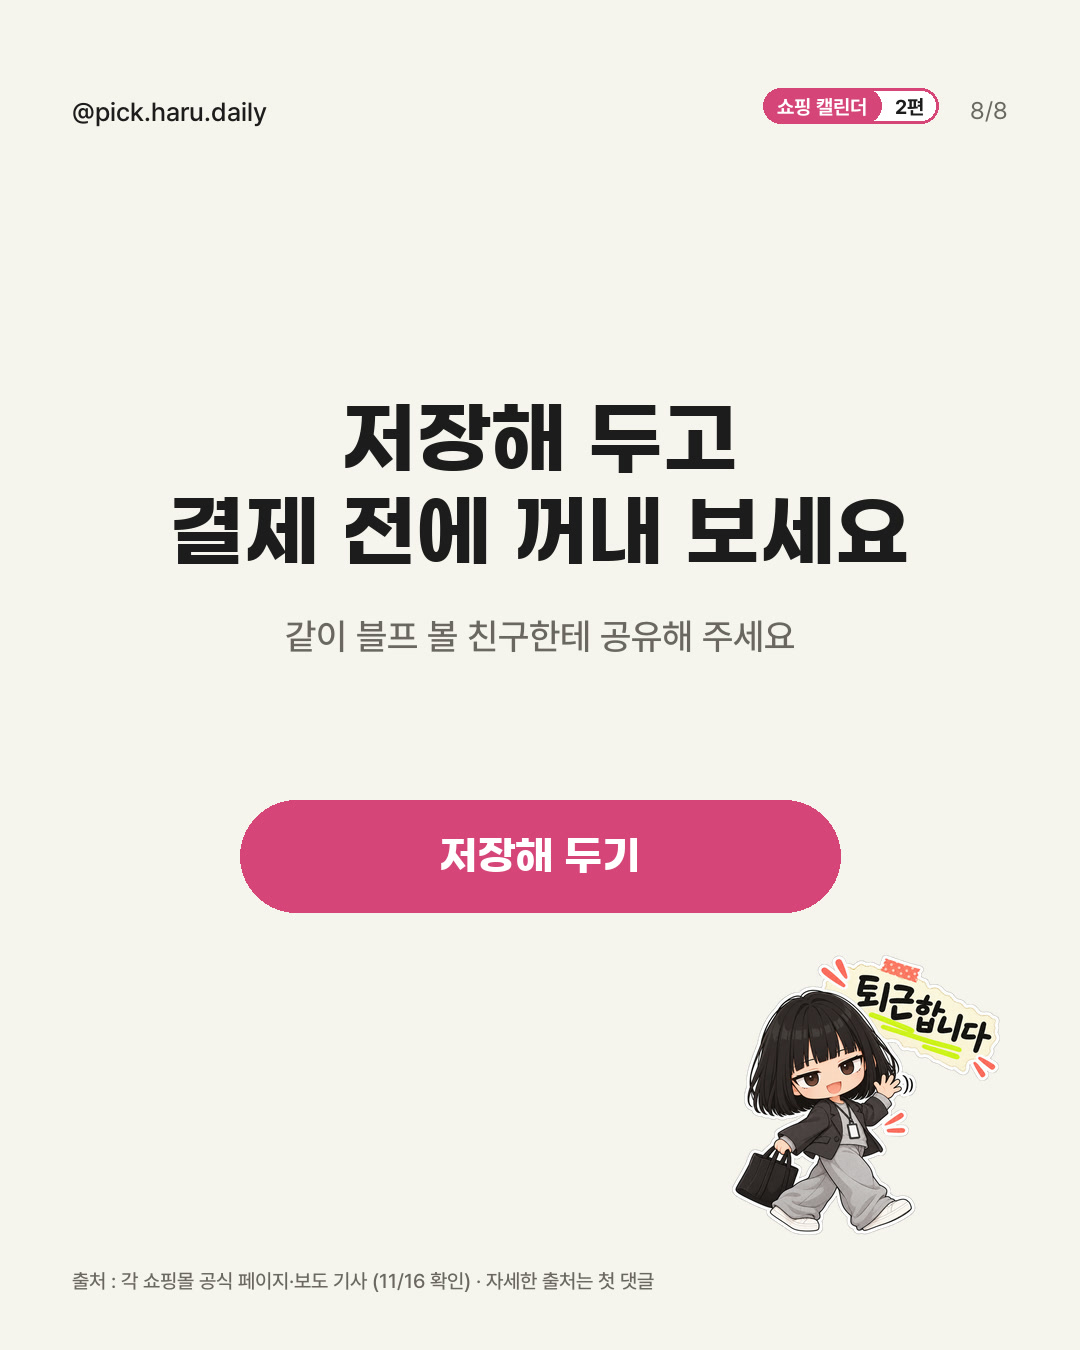 @pick.haru.daily
쇼핑 캘린더 2편
8/8
저장해 두고
결제 전에 꺼내 보세요
같이 블프 볼 친구한테 공유해 주세요
저장해 두기
퇴근합니다
출처 : 각 쇼핑몰 공식 페이지·보도 기사 (11/16 확인) · 자세한 출처는 첫 댓글